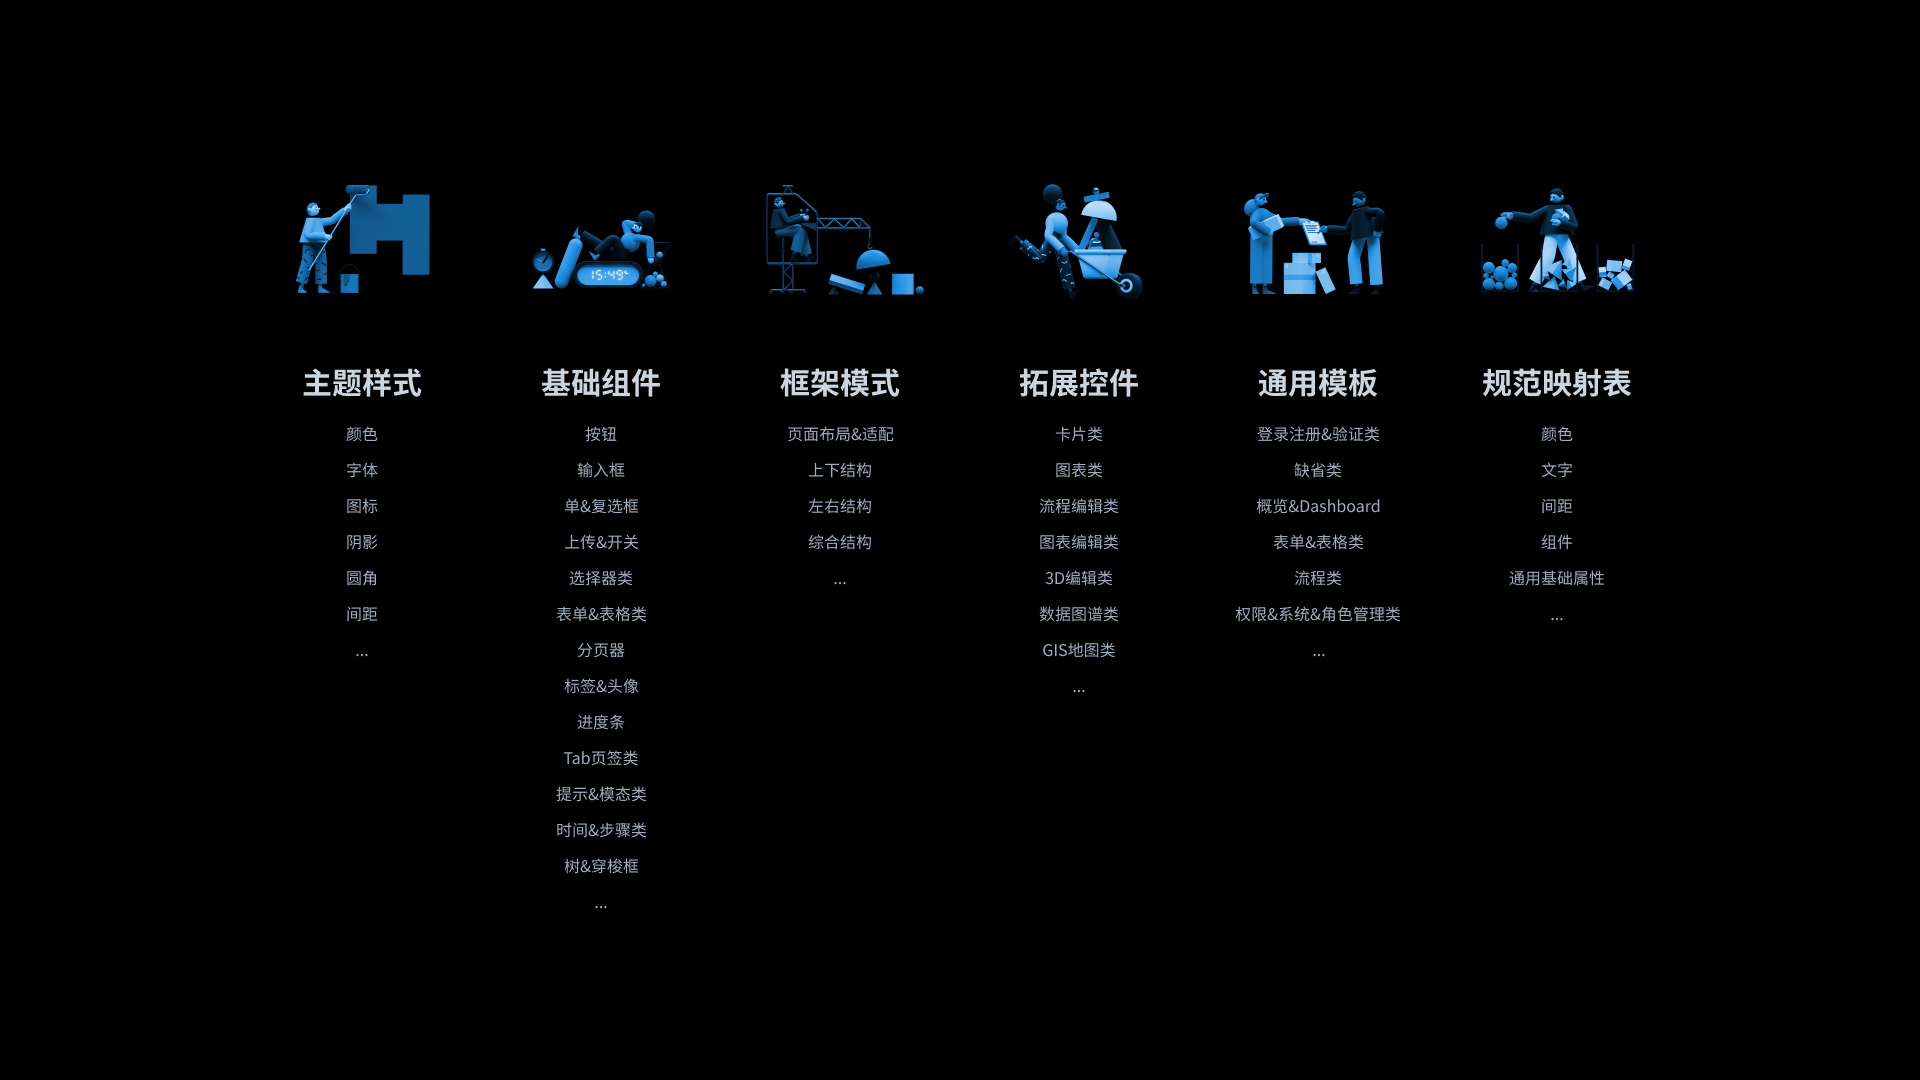 15:49
主题样式
颜色
字体
图标
阴影
圆角
间距
...
基础组件
按钮
输入框
单&复选框
上传&开关
选择器类
表单&表格类
分页器
标签&头像
进度条
Tab页签类
提示&模态类
时间&步骤类
树&穿梭框
...
框架模式
页面布局&适配
上下结构
左右结构
综合结构
...
拓展控件
卡片类
图表类
流程编辑类
图表编辑类
3D编辑类
数据图谱类
GIS地图类
...
通用模板
登录注册&验证类
缺省类
概览&Dashboard
表单&表格类
流程类
权限&系统&角色管理类
...
规范映射表
颜色
文字
间距
组件
通用基础属性
...